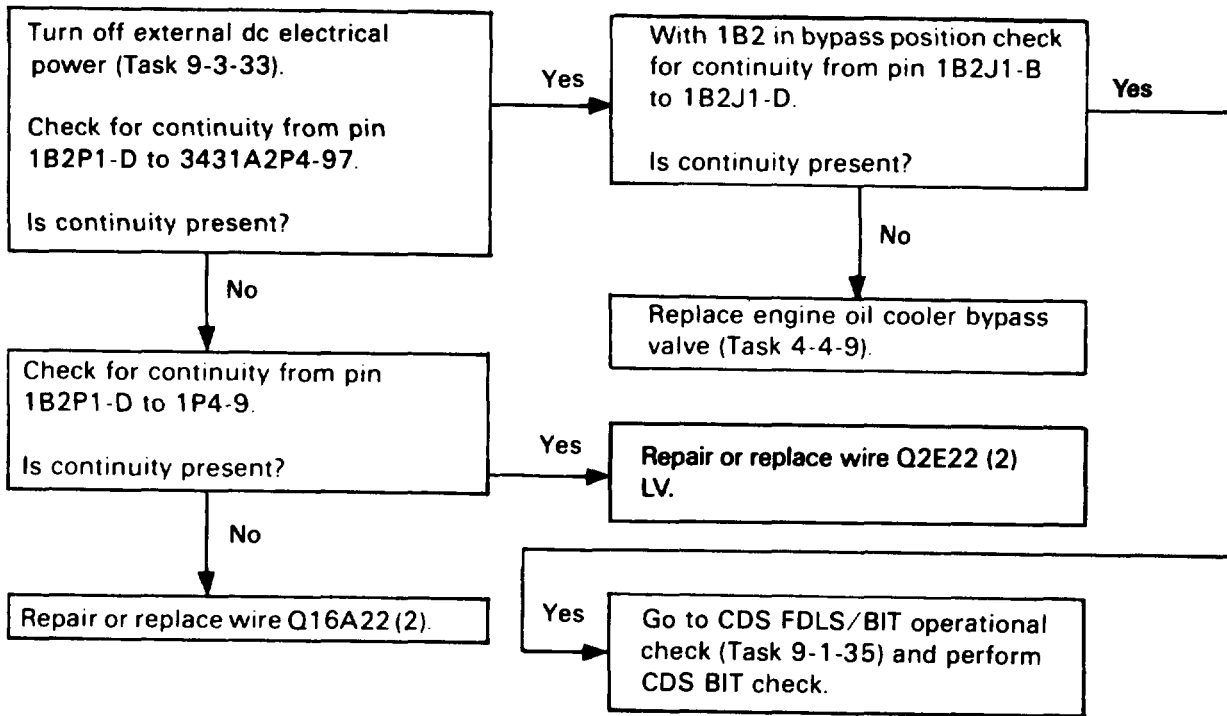 Turn off external dc electrical
power (Task 9-3-33).
Check for continuity from pin
1B2P1-D to 3431A2P4-97.
Is continuity present?
Yes
With 1B2 in bypass position check
for continuity from pin 1B2J1-B
to 1B2J1-D.
Is continuity present?
Yes
No
No
Replace engine oil cooler bypass
valve (Task 4-4-9).
Check for continuity from pin
1B2P1-D to 1P4-9.
Is continuity present?
Yes
Repair or replace wire Q2E22 (2)
LV.
No
Repair or replace wire Q16A22 (2).
Yes
Go to CDS FDLS/BIT operational
check (Task 9-1-35) and perform
CDS BIT check.